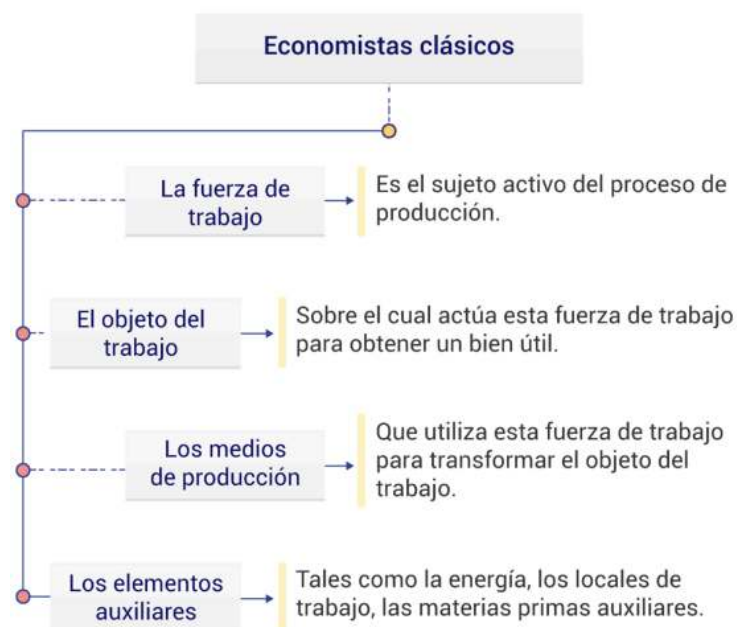 Economistas clásicos
La fuerza de
trabajo
Es el sujeto activo del proceso de
producción.
El objeto del
trabajo
Sobre el cual actúa esta fuerza de trabajo
para obtener un bien útil.
Los medios
de producción
Que utiliza esta fuerza de trabajo
para transformar el objeto del
trabajo.
Los elementos
auxiliares
Tales como la energía, los locales de
trabajo, las materias primas auxiliares.